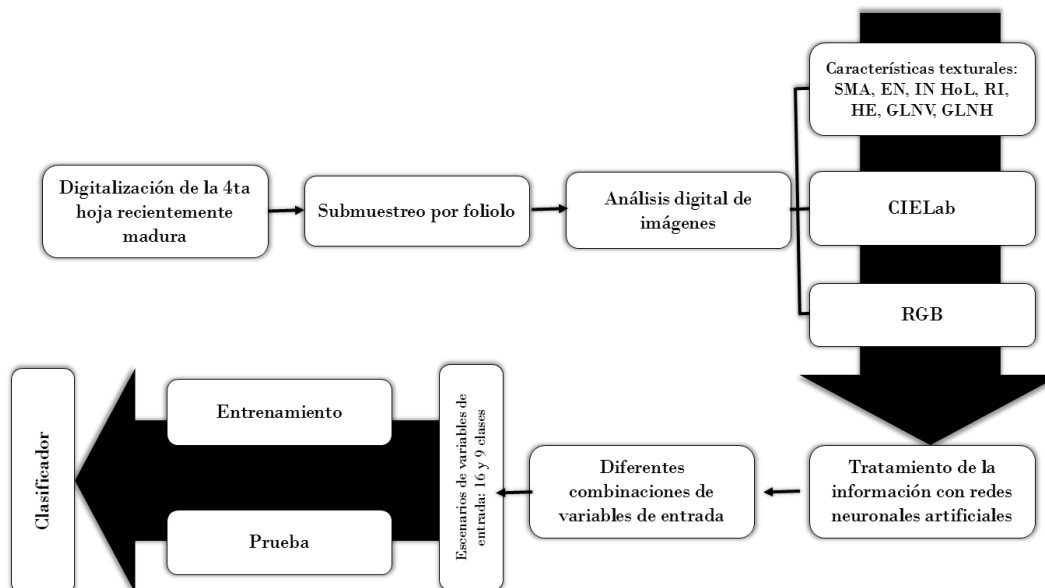 Digitalización de la 4ta
hoja recientemente
madura
Submuestreo por foliolo
Análisis digital de
imágenes
Características texturales:
SMA, EN, IN HoL, RI,
HE, GLNV, GLNH
CIELab
RGB
Tratamiento de la
información con redes
neuronales artificiales
Diferentes
combinaciones de
variables de entrada
Escenarios de variables de
entrada: 16 y 9 clases
Entrenamiento
Prueba
Clasificador